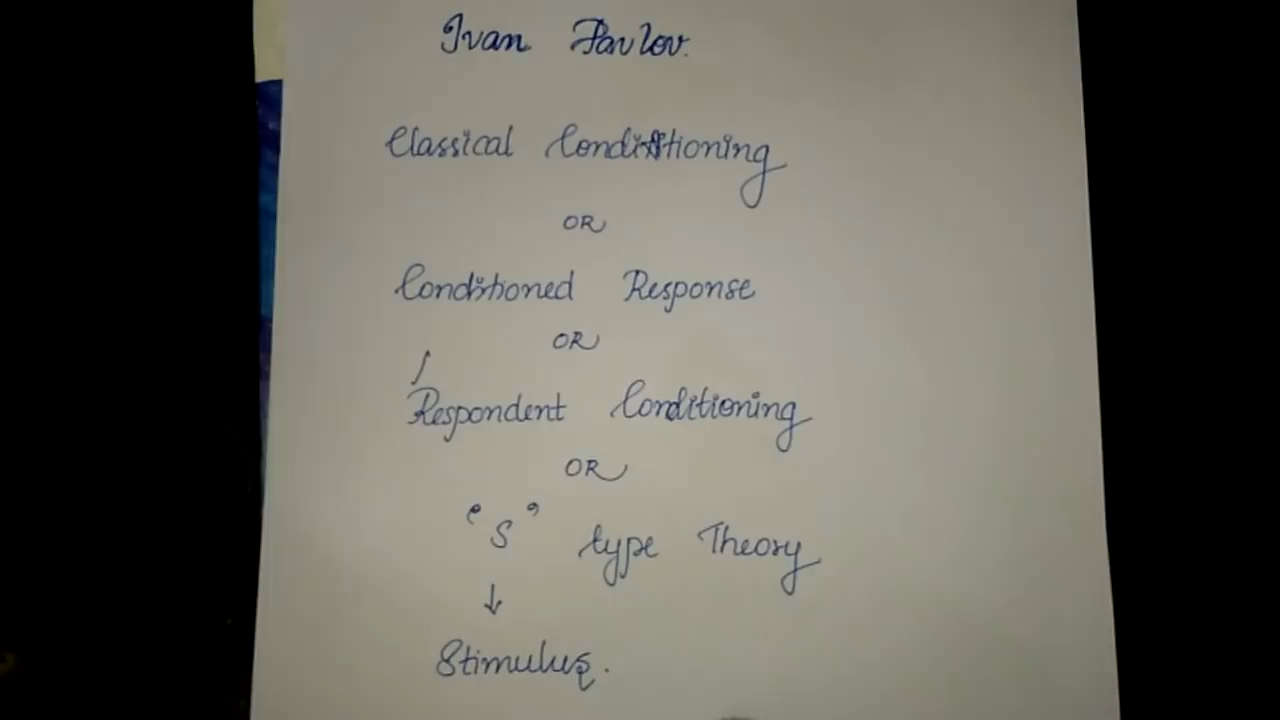 Ivan Pavlov.
Classical Conditioning
OR
Conditioned Response
OR
Respondent Conditioning
OR
'S' type Theory
↓
Stimulus.